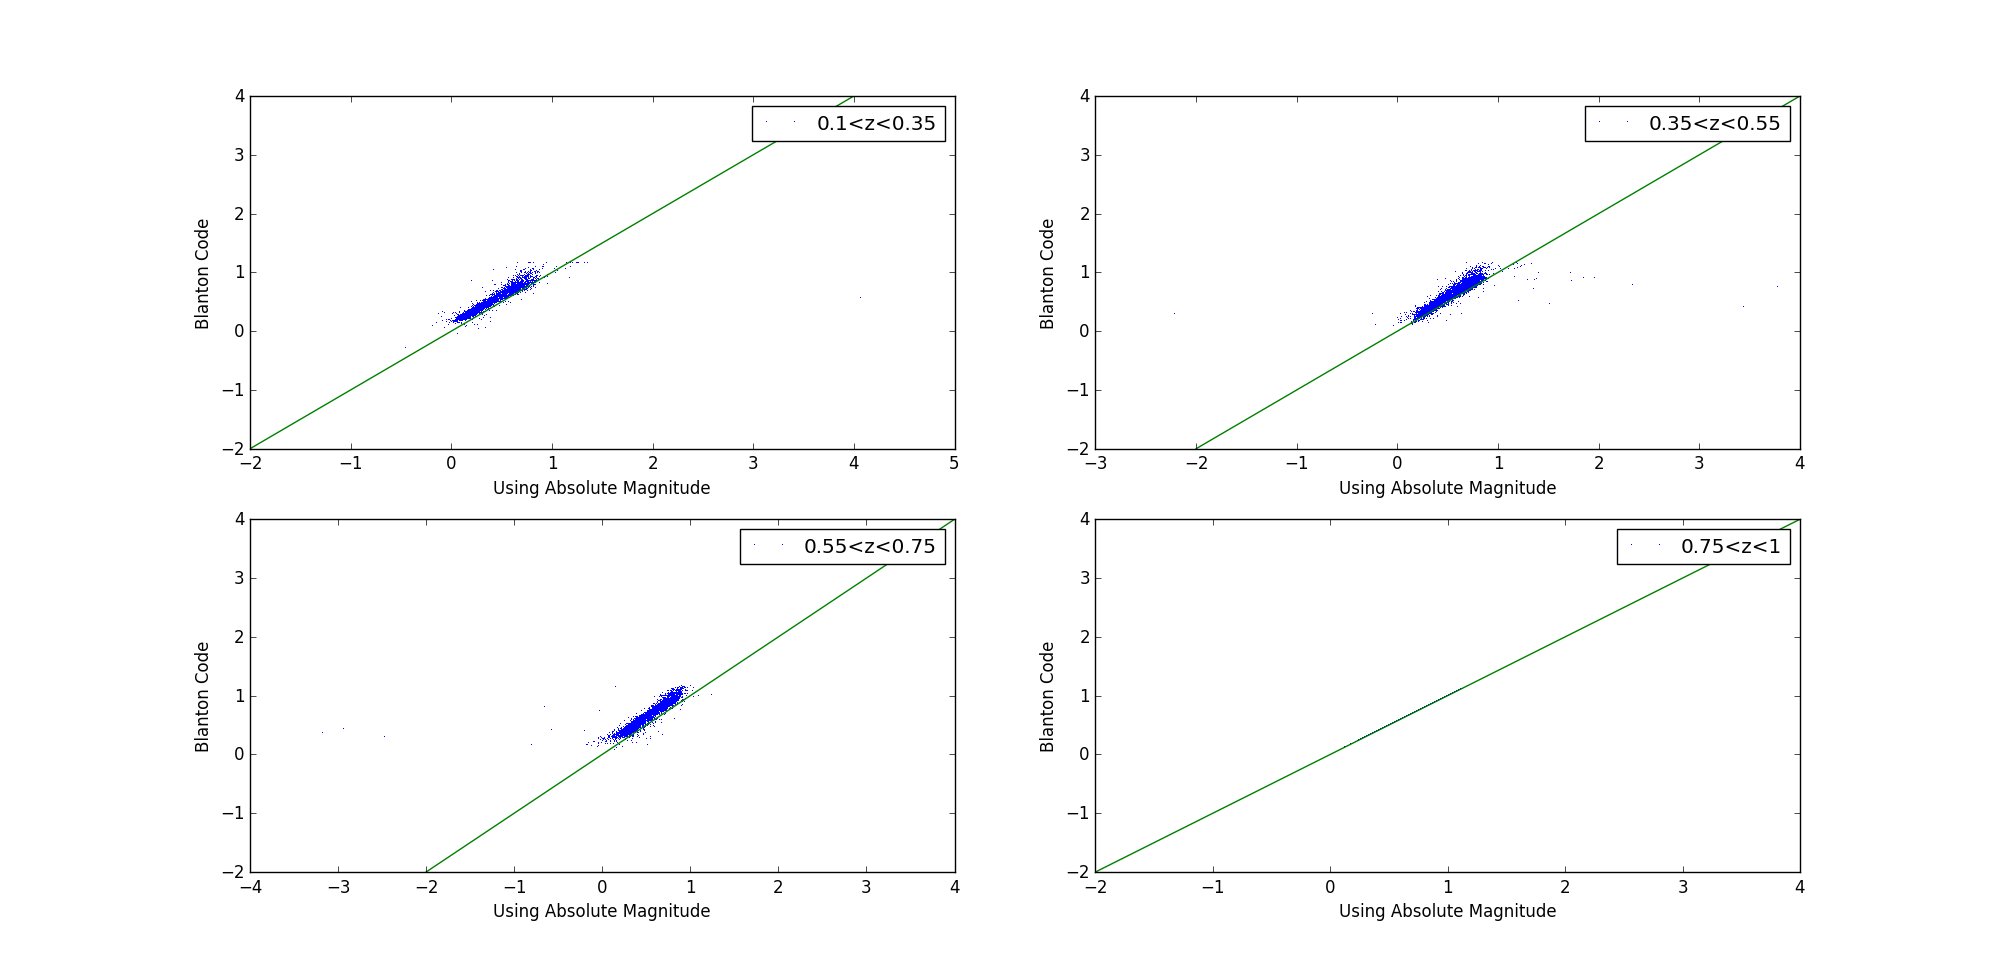 4
0.1<z<0.35
3
2
1
0
−1
−2
Blanton Code
−2 −1 0 1 2 3 4 5
Using Absolute Magnitude
4
0.35<z<0.55
3
2
1
0
−1
−2
Blanton Code
−3 −2 −1 0 1 2 3 4
Using Absolute Magnitude
4
0.55<z<0.75
3
2
1
0
−1
−2
Blanton Code
−4 −3 −2 −1 0 1 2 3 4
Using Absolute Magnitude
4
0.75<z<1
3
2
1
0
−1
−2
Blanton Code
−2 −1 0 1 2 3 4
Using Absolute Magnitude